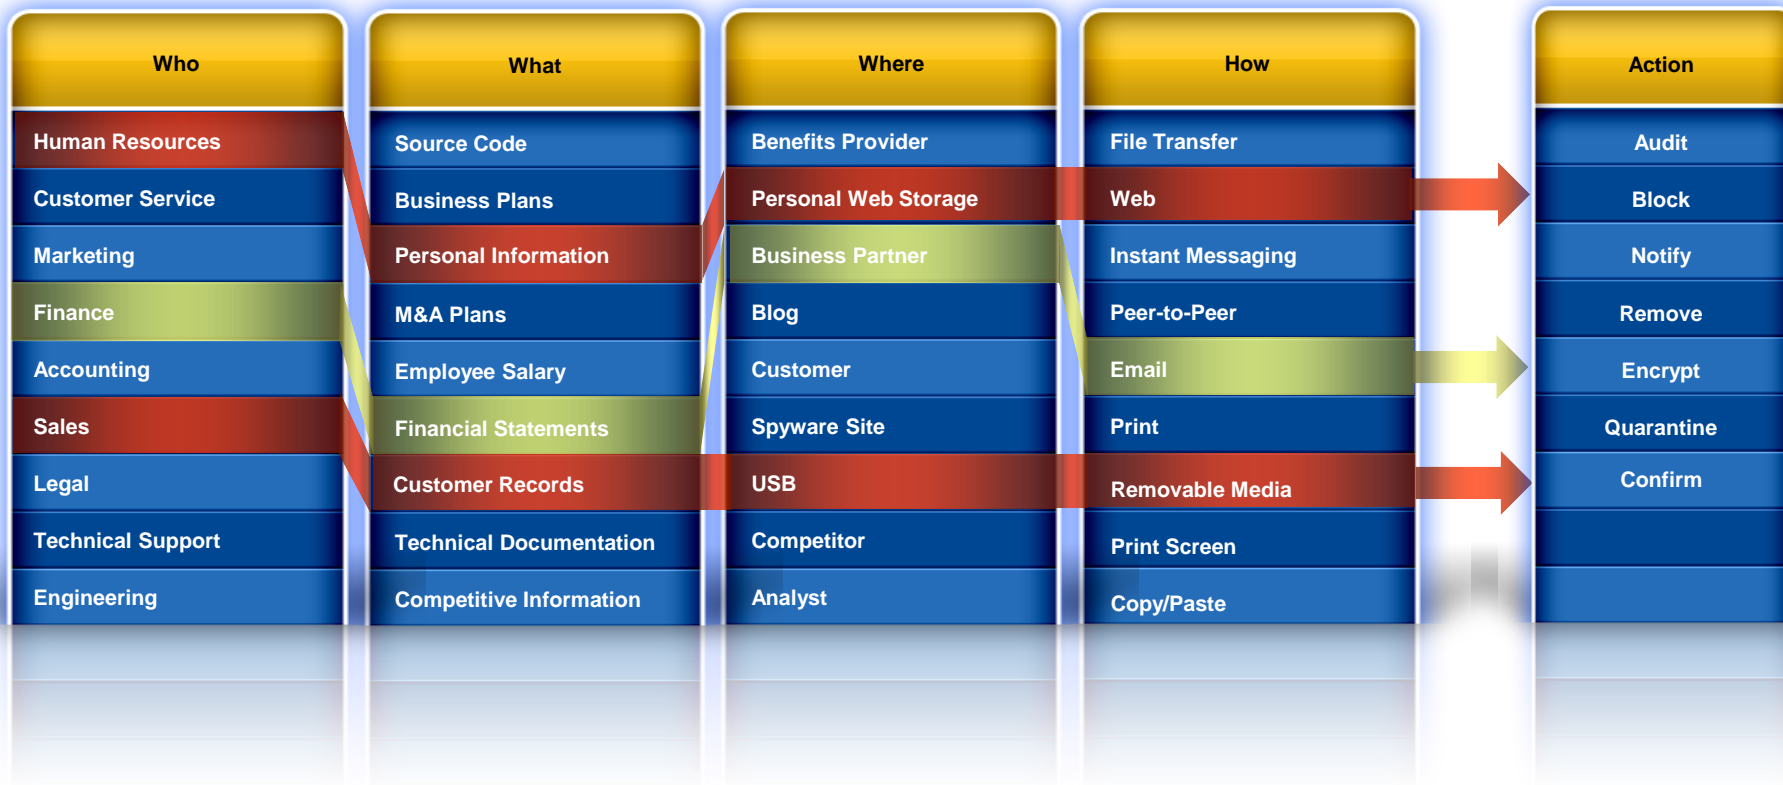 Who
Human Resources
Customer Service
Marketing
Finance
Accounting
Sales
Legal
Technical Support
Engineering
What
Source Code
Business Plans
Personal Information
M&A Plans
Employee Salary
Financial Statements
Customer Records
Technical Documentation
Competitive Information
Where
Benefits Provider
Personal Web Storage
Business Partner
Blog
Customer
Spyware Site
USB
Competitor
Analyst
How
File Transfer
Web
Instant Messaging
Peer-to-Peer
Email
Print
Removable Media
Print Screen
Copy/Paste
Action
Audit
Block
Notify
Remove
Encrypt
Quarantine
Confirm